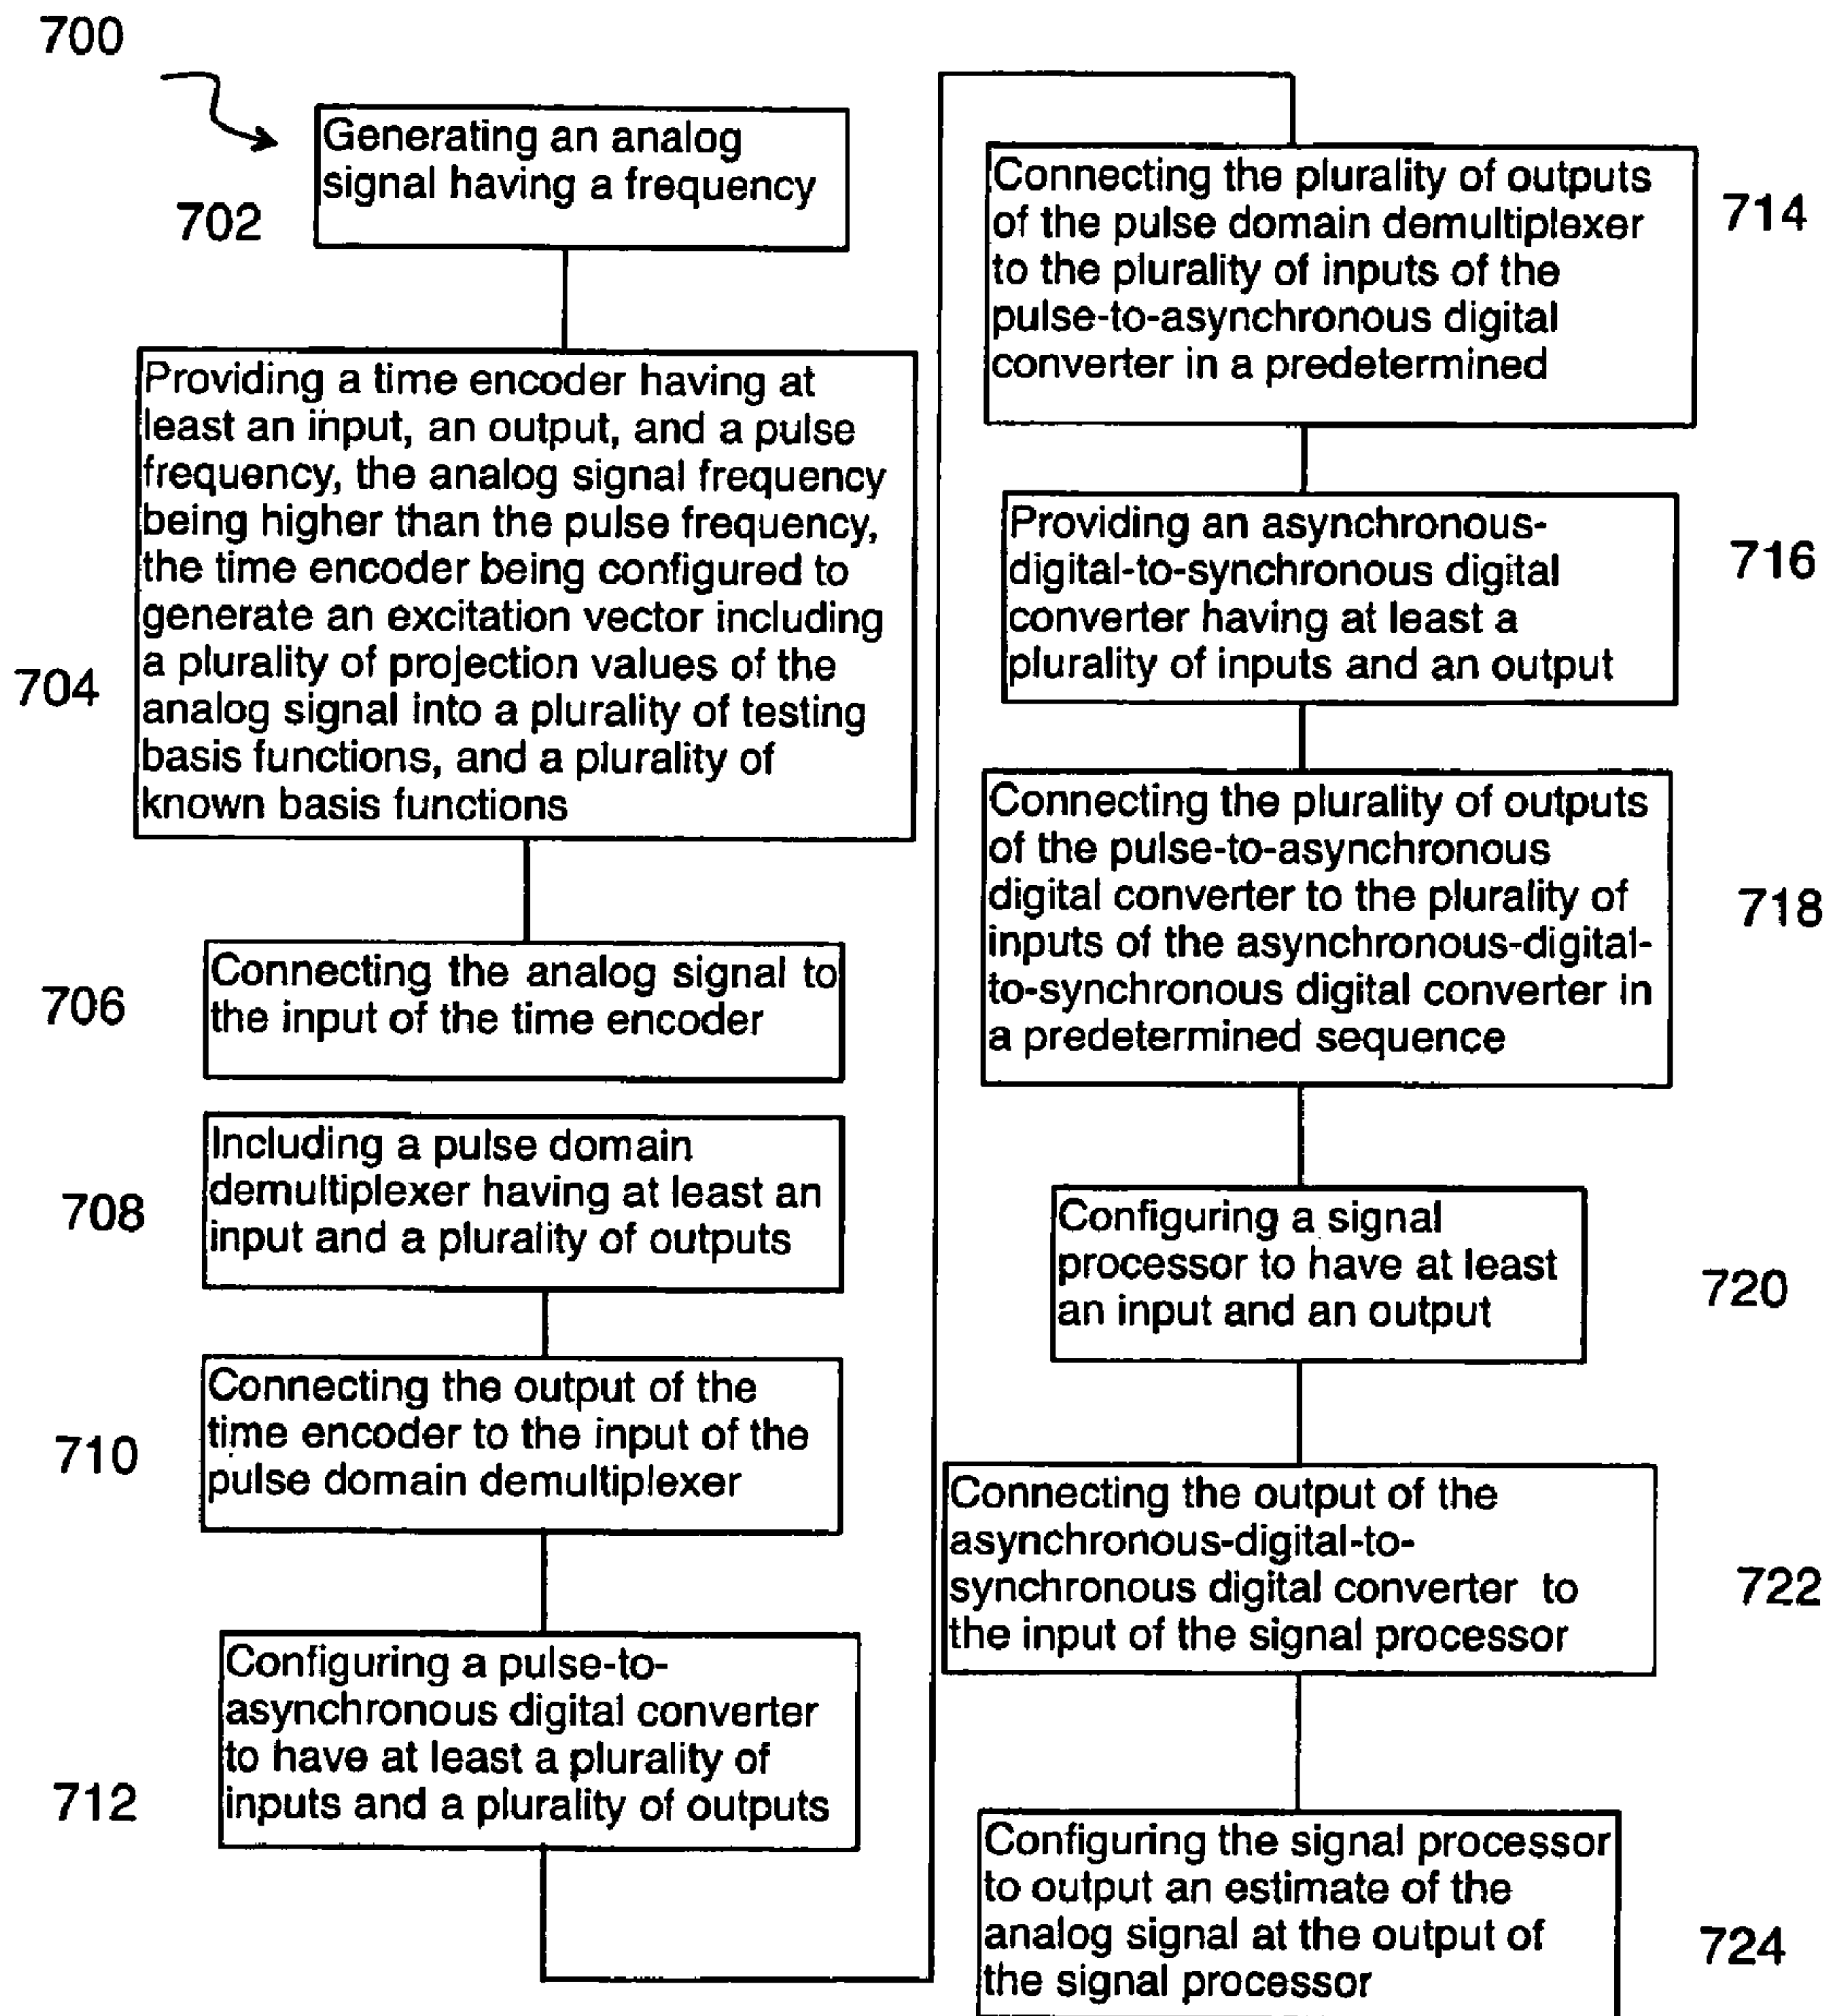 700
Generating an analog
signal having a frequency
702
Providing a time encoder having at
least an input, an output, and a pulse
frequency, the analog signal frequency
being higher than the pulse frequency,
the time encoder being configured to
generate an excitation vector including
a plurality of projection values of the
analog signal into a plurality of testing
basis functions, and a plurality of
known basis functions
704
Connecting the analog signal to
the input of the time encoder
706
Including a pulse domain
demultiplexer having at least an
input and a plurality of outputs
708
Connecting the output of the
time encoder to the input of the
pulse domain demultiplexer
710
Configuring a pulse-to-
asynchronous digital converter
to have at least a plurality of
inputs and a plurality of outputs
712
Connecting the plurality of outputs
of the pulse domain demultiplexer
to the plurality of inputs of the
pulse-to-asynchronous digital
converter in a predetermined
714
Providing an asynchronous-
digital-to-synchronous digital
converter having at least a
plurality of inputs and an output
716
Connecting the plurality of outputs
of the pulse-to-asynchronous
digital converter to the plurality of
inputs of the asynchronous-digital-
to-synchronous digital converter in
a predetermined sequence
718
Configuring a signal
processor to have at least
an input and an output
720
Connecting the output of the
asynchronous-digital-to-
synchronous digital converter to
the input of the signal processor
722
Configuring the signal processor
to output an estimate of the
analog signal at the output of
the signal processor
724